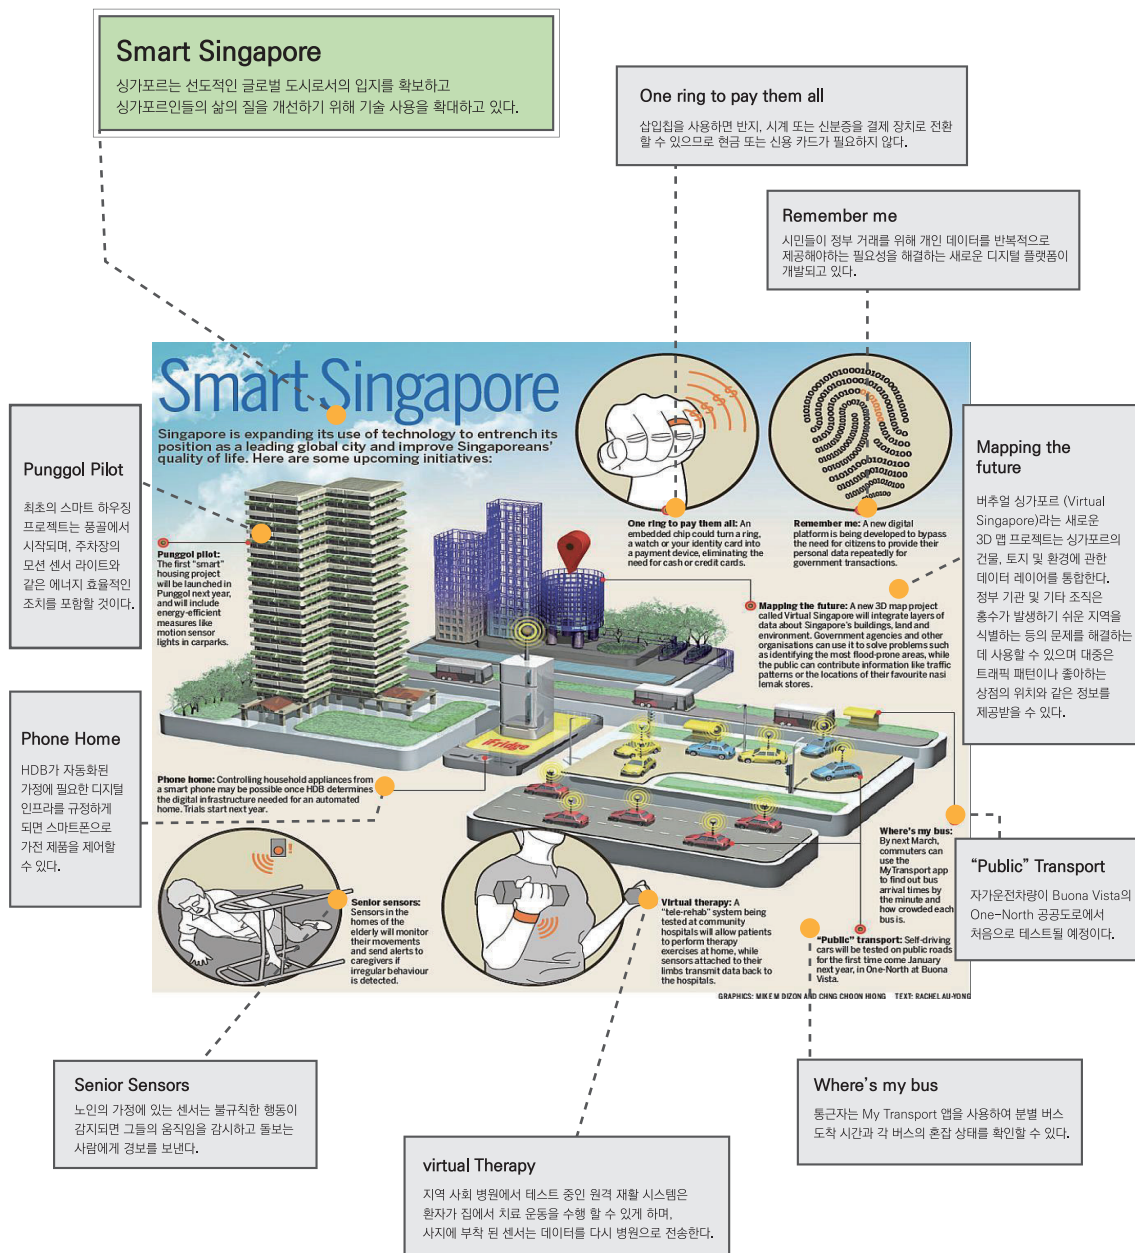 Smart Singapore
싱가포르는 선도적인 글로벌 도시로서의 입지를 확보하고
싱가포르인들의 삶의 질을 개선하기 위해 기술 사용을 확대하고 있다.
One ring to pay them all
삽입칩을 사용하면 반지, 시계 또는 신분증을 결제 장치로 전환
할 수 있으므로 현금 또는 신용 카드가 필요하지 않다.
Remember me
시민들이 정부 거래를 위해 개인 데이터를 반복적으로
제공해야하는 필요성을 해결하는 새로운 디지털 플랫폼이
개발되고 있다.
Smart Singapore
Singapore is expanding its use of technology to entrench its
position as a leading global city and improve Singaporeans'
quality of life. Here are some upcoming initiatives:
Punggol Pilot
최초의 스마트 하우징
프로젝트는 풍골에서
시작되며, 주차장의
모션 센서 라이트와
같은 에너지 효율적인
조치를 포함할 것이다.
Punggol pilot:
The first "smart"
housing project
will be launched in
Punggol next year,
and will include
energy-efficient
measures like
motion sensor
lights in carparks.
One ring to pay them all: An
embedded chip could turn a ring,
a watch or your identity card into
a payment device, eliminating the
need for cash or credit cards.
Remember me: A new digital
platform is being developed to bypass
the need for citizens to provide their
personal data repeatedly for
government transactions.
Mapping the future: A new 3D map project
called Virtual Singapore will integrate layers of
data about Singapore's buildings, land and
environment. Government agencies and other
organisations can use it to solve problems such
as identifying the most flood-prone areas, while
the public can contribute information like traffic
patterns or the locations of their favourite nasi
lemak stores.
Mapping the
future
버추얼 싱가포르 (Virtual
Singapore)라는 새로운
3D 맵 프로젝트는 싱가포르의
건물, 토지 및 환경에 관한
데이터 레이어를 통합한다.
정부 기관 및 기타 조직은
홍수가 발생하기 쉬운 지역을
식별하는 등의 문제를 해결하는
데 사용할 수 있으며 대중은
트래픽 패턴이나 좋아하는
상점의 위치와 같은 정보를
제공받을 수 있다.
Phone Home
HDB가 자동화된
가정에 필요한 디지털
인프라를 규정하게
되면 스마트폰으로
가전 제품을 제어할
수 있다.
iFridge
Phone home: Controlling household appliances from
a smart phone may be possible once HDB determines
the digital infrastructure needed for an automated
home. Trials start next year.
Senior sensors:
Sensors in the
homes of the
elderly will monitor
their movements
and send alerts to
caregivers if
irregular behaviour
is detected.
Virtual therapy: A
"tele-rehab" system being
tested at community
hospitals will allow patients
to perform therapy
exercises at home, while
sensors attached to their
limbs transmit data back to
the hospitals.
Where's my bus:
By next March,
commuters can
use the
MyTransport app
to find out bus
arrival times by
the minute and
how crowded each
bus is.
"Public" transport: Self-driving
cars will be tested on public roads
for the first time come January
next year, in One-North at Buona
Vista.
GRAPHICS: MIKE M DIZON AND CHNG CHOON HIONG TEXT: RACHEL AU-YONG
"Public" Transport
자가운전차량이 Buona Vista의
One-North 공공도로에서
처음으로 테스트될 예정이다.
Senior Sensors
노인의 가정에 있는 센서는 불규칙한 행동이
감지되면 그들의 움직임을 감시하고 돌보는
사람에게 경보를 보낸다.
virtual Therapy
지역 사회 병원에서 테스트 중인 원격 재활 시스템은
환자가 집에서 치료 운동을 수행 할 수 있게 하며,
사지에 부착 된 센서는 데이터를 다시 병원으로 전송한다.
Where's my bus
통근자는 My Transport 앱을 사용하여 분별 버스
도착 시간과 각 버스의 혼잡 상태를 확인할 수 있다.